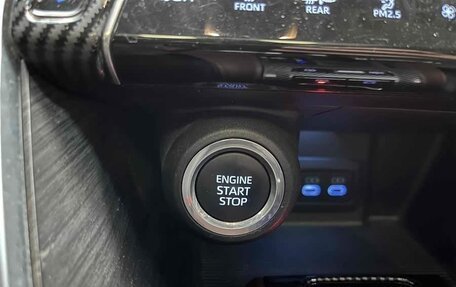 FRONT
REAR
PM2.5
ENGINE
START
STOP